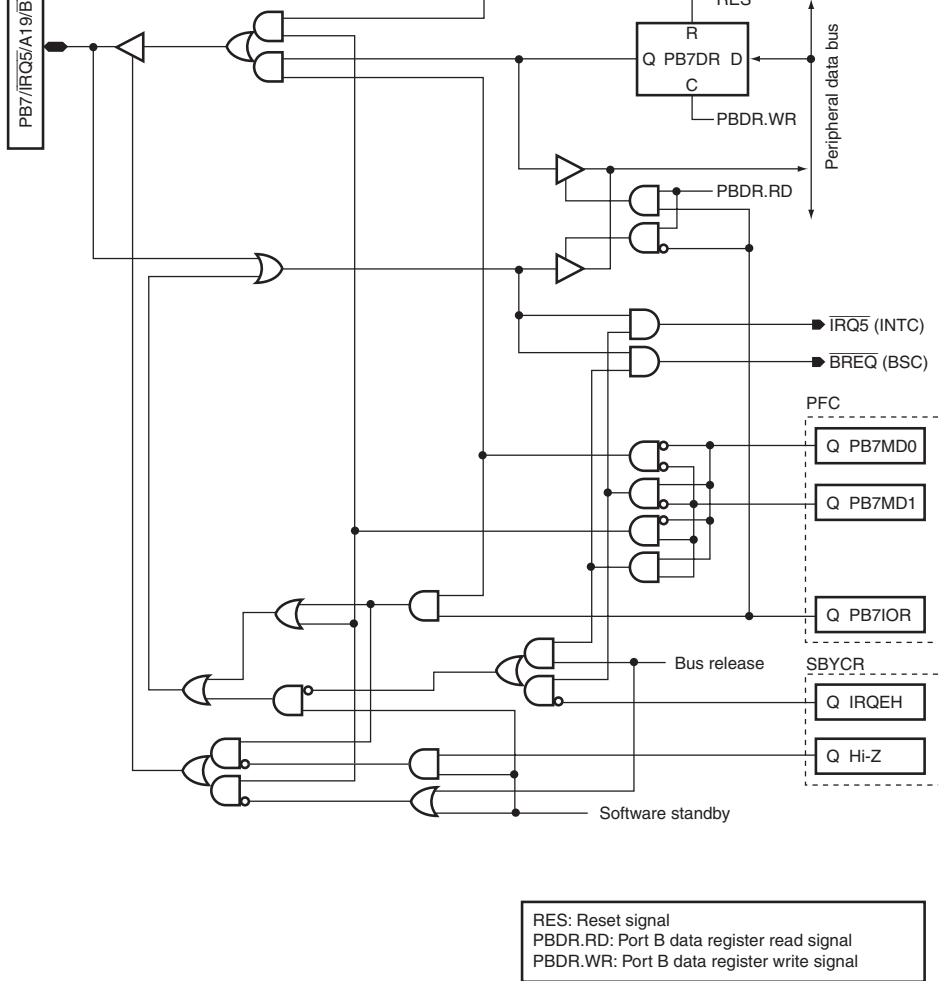 RES
PB7/IRQ5/A19/B
R
Q PB7DR D
C
PBDR.WR
Peripheral data bus
PBDR.RD
IRQ5 (INTC)
BREQ (BSC)
PFC
Q PB7MD0
Q PB7MD1
Q PB7IOR
Bus release
SBYCR
Q IRQEH
Q Hi-Z
Software standby
RES: Reset signal
PBDR.RD: Port B data register read signal
PBDR.WR: Port B data register write signal